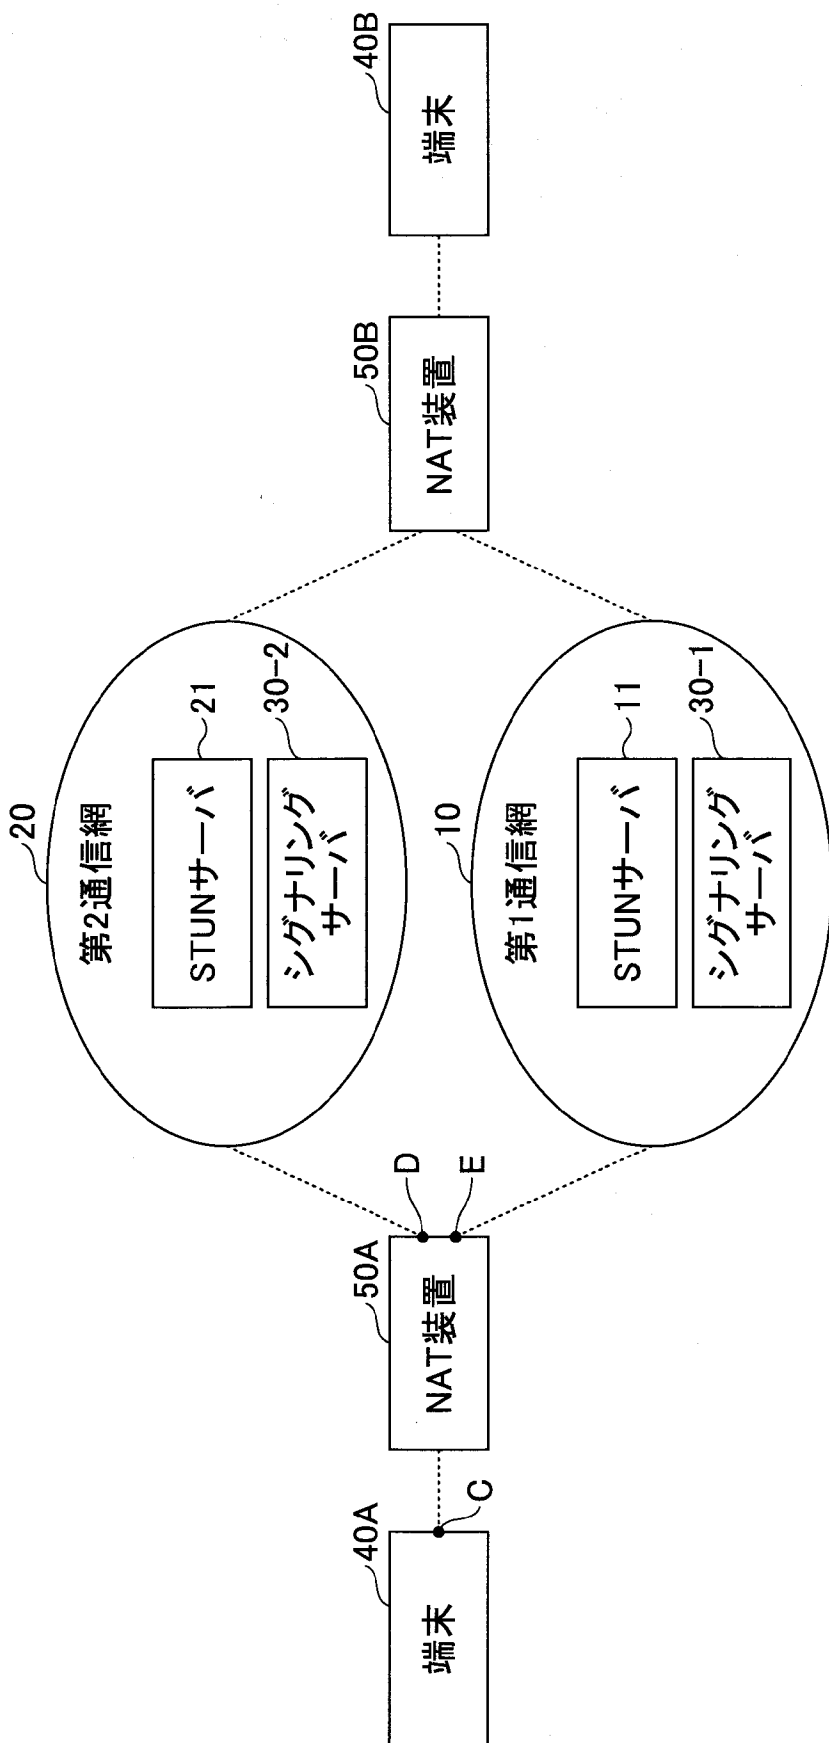 20
第2通信網
STUNサーバ
21
シグナリング
サーバ
30-2
40A
端末
C
50A
NAT装置
D
E
50B
NAT装置
40B
端末
10
第1通信網
STUNサーバ
11
シグナリング
サーバ
30-1